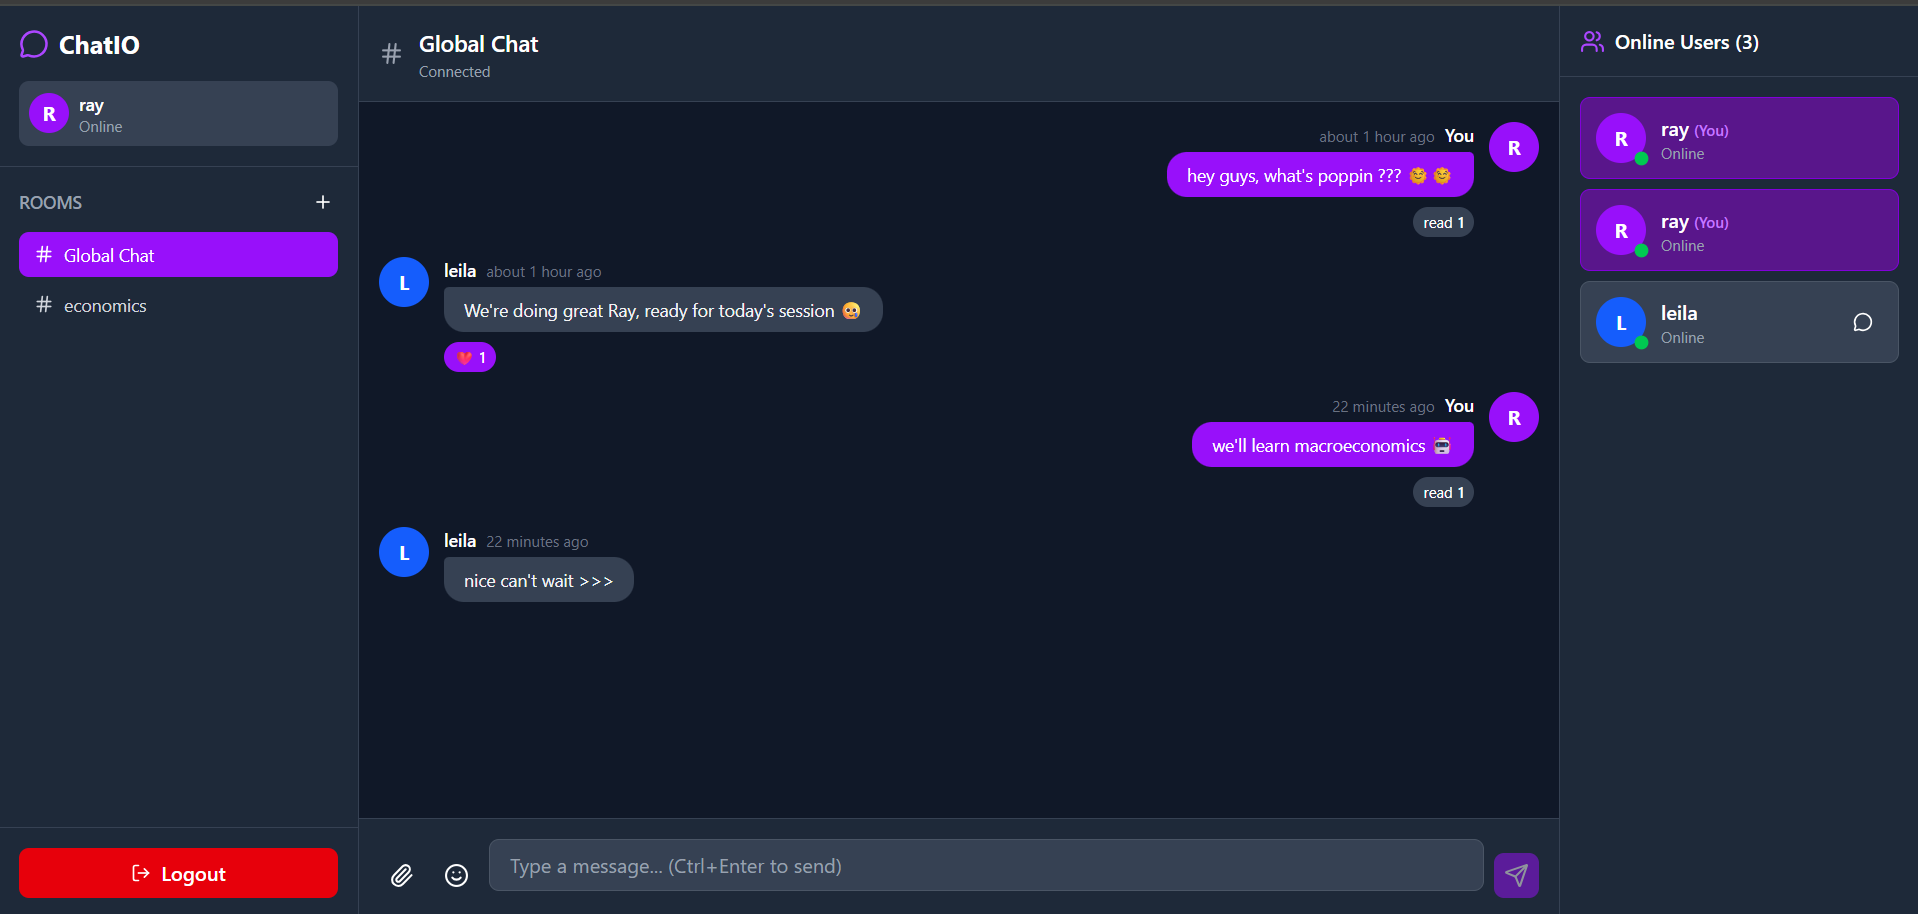 ChatIO
R
ray
Online
ROOMS
# Global Chat
# economics
Logout
# Global Chat
Connected
about 1 hour ago You
R
hey guys, what's poppin ??? 🌞 🌞
read 1
L
leila about 1 hour ago
We're doing great Ray, ready for today's session 🤤
❤️ 1
22 minutes ago You
R
we'll learn macroeconomics 🤖
read 1
L
leila 22 minutes ago
nice can't wait >>>
Type a message... (Ctrl+Enter to send)
Online Users (3)
R
ray (You)
Online
R
ray (You)
Online
L
leila
Online